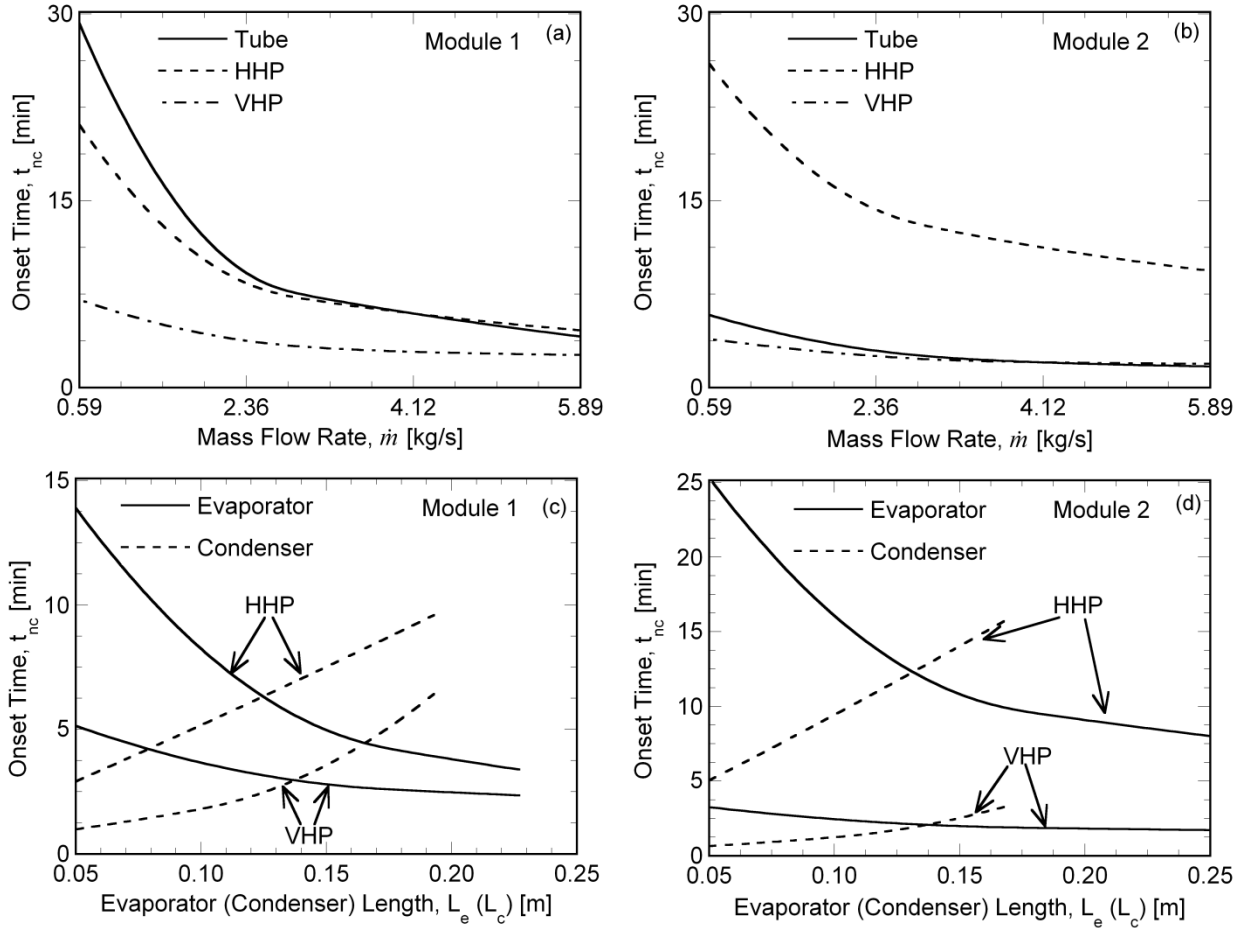 30
15
0
Onset Time, t_nc [min]
Tube
HHP
VHP
Module 1
(a)
0.59
2.36
4.12
5.89
Mass Flow Rate, ṁ [kg/s]
30
15
0
Onset Time, t_nc [min]
Tube
HHP
VHP
Module 2
(b)
0.59
2.36
4.12
5.89
Mass Flow Rate, ṁ [kg/s]
15
10
5
0
Onset Time, t_nc [min]
Evaporator
Condenser
Module 1
(c)
HHP
VHP
0.05
0.10
0.15
0.20
0.25
Evaporator (Condenser) Length, L_e (L_c) [m]
25
20
15
10
5
0
Onset Time, t_nc [min]
Evaporator
Condenser
Module 2
(d)
HHP
VHP
0.05
0.10
0.15
0.20
0.25
Evaporator (Condenser) Length, L_e (L_c) [m]